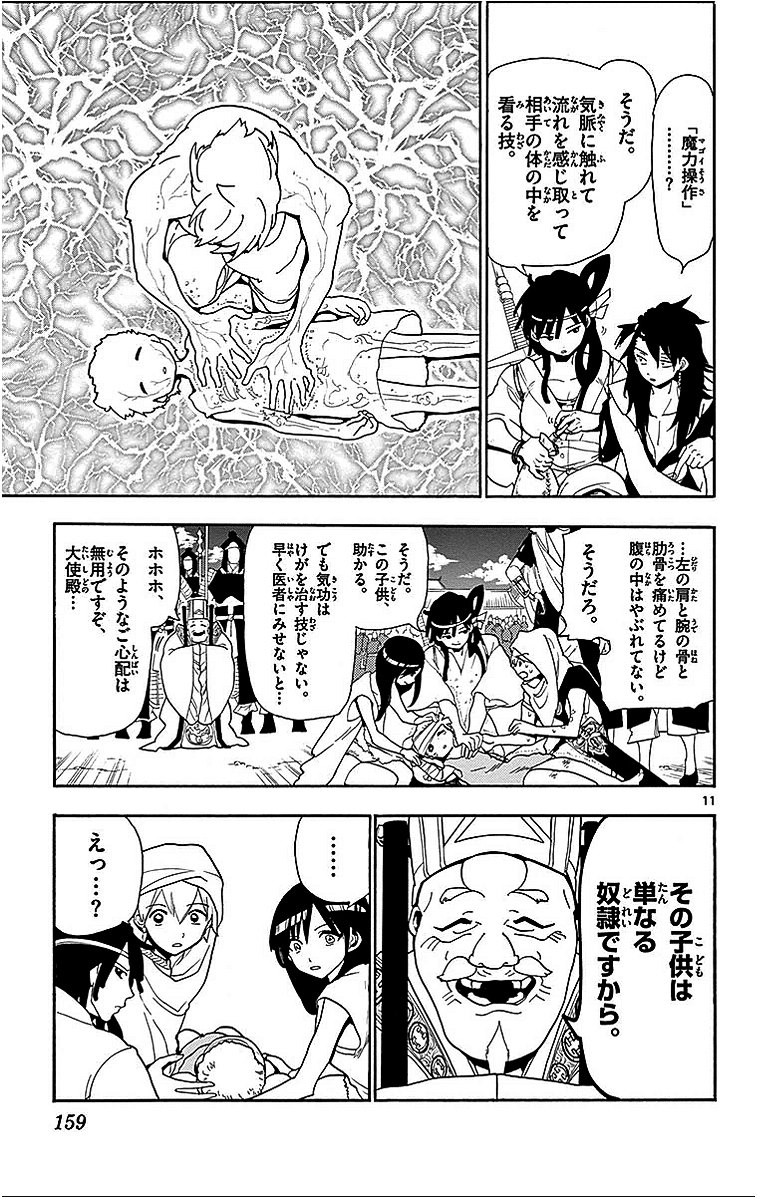 「魔力操作」
………？
そうだ。
気脈に触れて
流れを感じ取って
相手の体の中を
看る技。
…左の肩と腕の骨と
肋骨を痛めてるけど
腹の中はやぶれてない。
そうだろ。
そうだ。
この子供、
助かる。
でも気功は
けがを治す技じゃない。
早く医者にみせないと…
ホホホ、
そのようなご心配は
無用ですぞ、
大使殿…
11
その子供は
単なる
奴隷ですから。
……
えっ…？
159